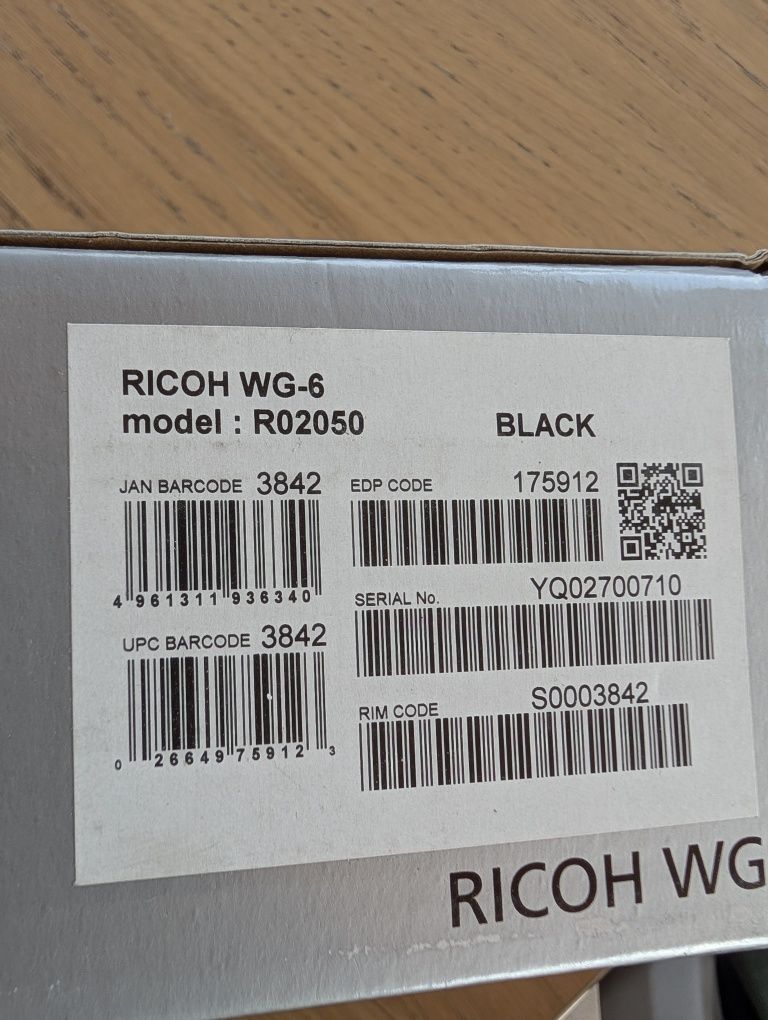 RICOH WG-6
model : R02050 BLACK
JAN BARCODE 3842
4 961311 936340
UPC BARCODE 3842
0 26649 75912 3
EDP CODE 175912
SERIAL No. YQ02700710
RIM CODE S0003842
RICOH WG